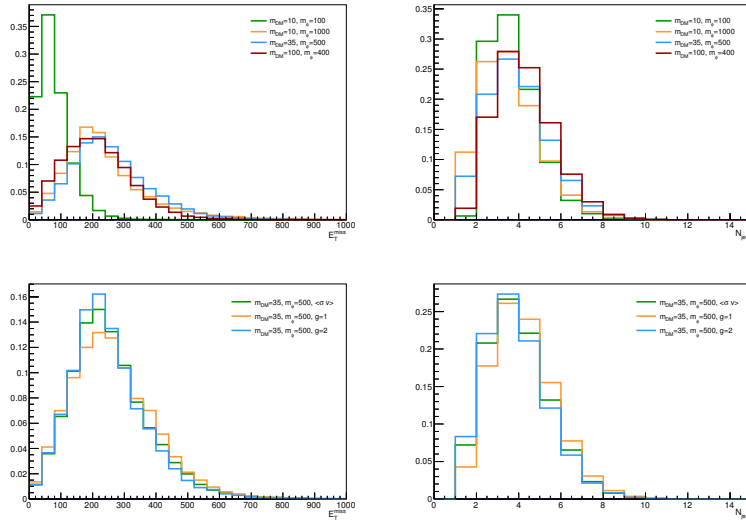 m_DM=10, m_φ=100
m_DM=10, m_φ=1000
m_DM=35, m_φ=500
m_DM=100, m_φ=400
0.35
0.3
0.25
0.2
0.15
0.1
0.05
0
0 100 200 300 400 500 600 700 800 900 1000
E_T^miss
m_DM=10, m_φ=100
m_DM=10, m_φ=1000
m_DM=35, m_φ=500
m_DM=100, m_φ=400
0.35
0.3
0.25
0.2
0.15
0.1
0.05
0
0 2 4 6 8 10 12 14
N_je
m_DM=35, m_φ=500, <σ v>
m_DM=35, m_φ=500, g=1
m_DM=35, m_φ=500, g=2
0.16
0.14
0.12
0.1
0.08
0.06
0.04
0.02
0
0 100 200 300 400 500 600 700 800 900 1000
E_T^miss
m_DM=35, m_φ=500, <σ v>
m_DM=35, m_φ=500, g=1
m_DM=35, m_φ=500, g=2
0.25
0.2
0.15
0.1
0.05
0
0 2 4 6 8 10 12 14
N_je